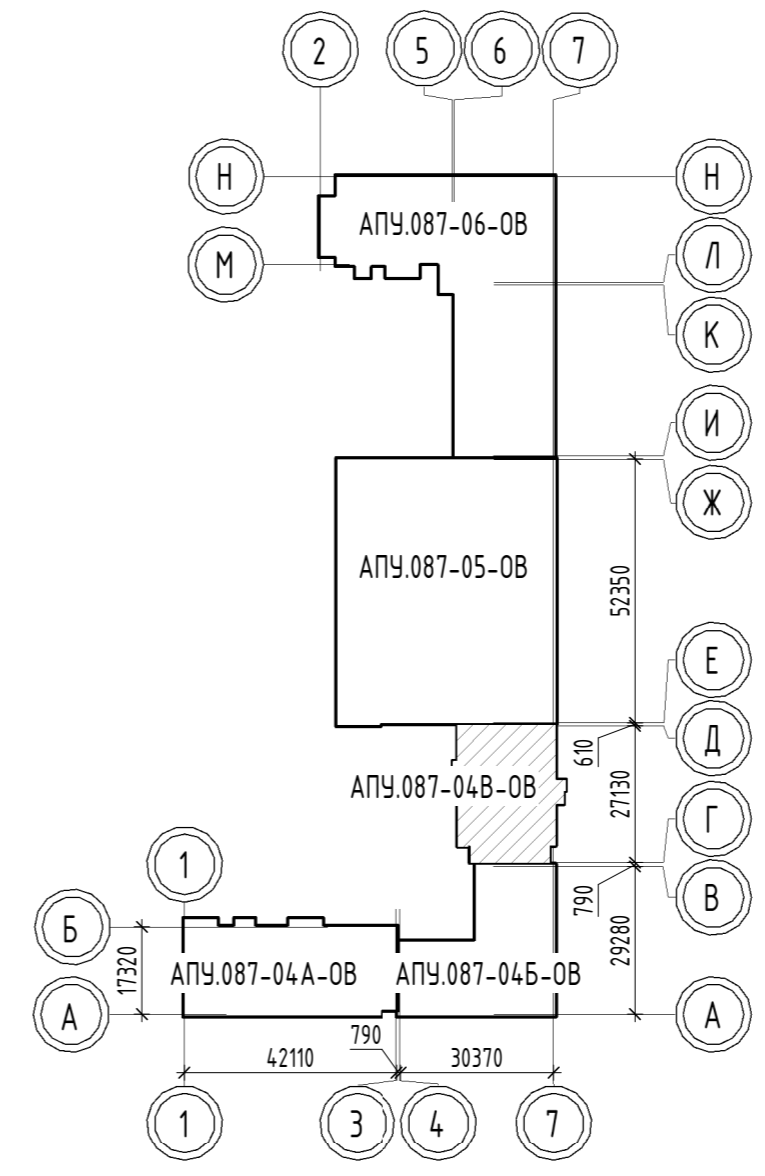 2
5
6
7
Н
Н
АПУ.087-06-ОВ
М
Л
К
И
Ж
АПУ.087-05-ОВ
52350
Е
Д
610
АПУ.087-04В-ОВ
27130
Г
1
В
790
Б
29280
17320
АПУ.087-04А-ОВ
АПУ.087-04Б-ОВ
А
А
790
42110
30370
1
3
4
7